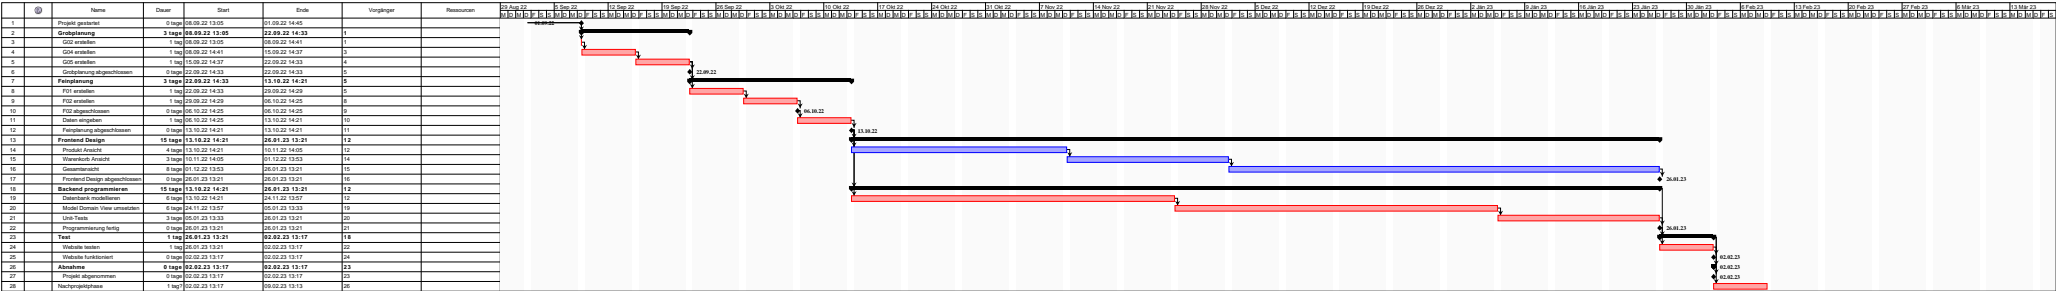 Name Dauer Start Ende Vorgänger Ressourcen
29 Aug 22 5 Sep 22 12 Sep 22 19 Sep 22 26 Sep 22 3 Okt 22 10 Okt 22 17 Okt 22 24 Okt 22 31 Okt 22 7 Nov 22 14 Nov 22 21 Nov 22 28 Nov 22 5 Dez 22 12 Dez 22 19 Dez 22 26 Dez 22 2 Jän 23 9 Jän 23 16 Jän 23 23 Jän 23 30 Jän 23 6 Feb 23 13 Feb 23 20 Feb 23 27 Feb 23 6 Mär 23 13 Mär 23
1 Projekt gestartet 0 tage 08.09.22 13:05 01.09.22 14:45
2 Grobplanung 3 tage 08.09.22 13:05 22.09.22 14:33 1
3 G02 erstellen 1 tag 08.09.22 13:05 08.09.22 14:41 1
4 G04 erstellen 1 tag 08.09.22 14:41 15.09.22 14:37 3
5 G05 erstellen 1 tag 15.09.22 14:37 22.09.22 14:33 4
6 Grobplanung abgeschlossen 0 tage 22.09.22 14:33 22.09.22 14:33 5 22.09.22
7 Feinplanung 3 tage 22.09.22 14:33 13.10.22 14:21 5
8 F01 erstellen 1 tag 22.09.22 14:33 29.09.22 14:29 5
9 F02 erstellen 1 tag 29.09.22 14:29 06.10.22 14:25 8
10 F02 abgeschlossen 0 tage 06.10.22 14:25 06.10.22 14:25 9 06.10.22
11 Daten eingeben 1 tag 06.10.22 14:25 13.10.22 14:21 10
12 Feinplanung abgeschlossen 0 tage 13.10.22 14:21 13.10.22 14:21 11 13.10.22
13 Frontend Design 15 tage 13.10.22 14:21 26.01.23 13:21 12
14 Produkt Ansicht 4 tage 13.10.22 14:21 10.11.22 14:05 12
15 Warenkorb Ansicht 3 tage 10.11.22 14:05 01.12.22 13:53 14
16 Gesamtansicht 8 tage 01.12.22 13:53 26.01.23 13:21 15
17 Frontend Design abgeschlossen 0 tage 26.01.23 13:21 26.01.23 13:21 16 26.01.23
18 Backend programmieren 15 tage 13.10.22 14:21 26.01.23 13:21 12
19 Datenbank modellieren 6 tage 13.10.22 14:21 24.11.22 13:57 12
20 Model Domain View umsetzten 6 tage 24.11.22 13:57 05.01.23 13:33 19
21 Unit-Tests 3 tage 05.01.23 13:33 26.01.23 13:21 20
22 Programmierung fertig 0 tage 26.01.23 13:21 26.01.23 13:21 21 26.01.23
23 Test 1 tag 26.01.23 13:21 02.02.23 13:17 18
24 Website testen 1 tag 26.01.23 13:21 02.02.23 13:17 22
25 Website funktioniert 0 tage 02.02.23 13:17 02.02.23 13:17 24 02.02.23
26 Abnahme 0 tage 02.02.23 13:17 02.02.23 13:17 23 02.02.23
27 Projekt abgenommen 0 tage 02.02.23 13:17 02.02.23 13:17 23 02.02.23
28 Nachprojektphase 1 tag? 02.02.23 13:17 09.02.23 13:13 26